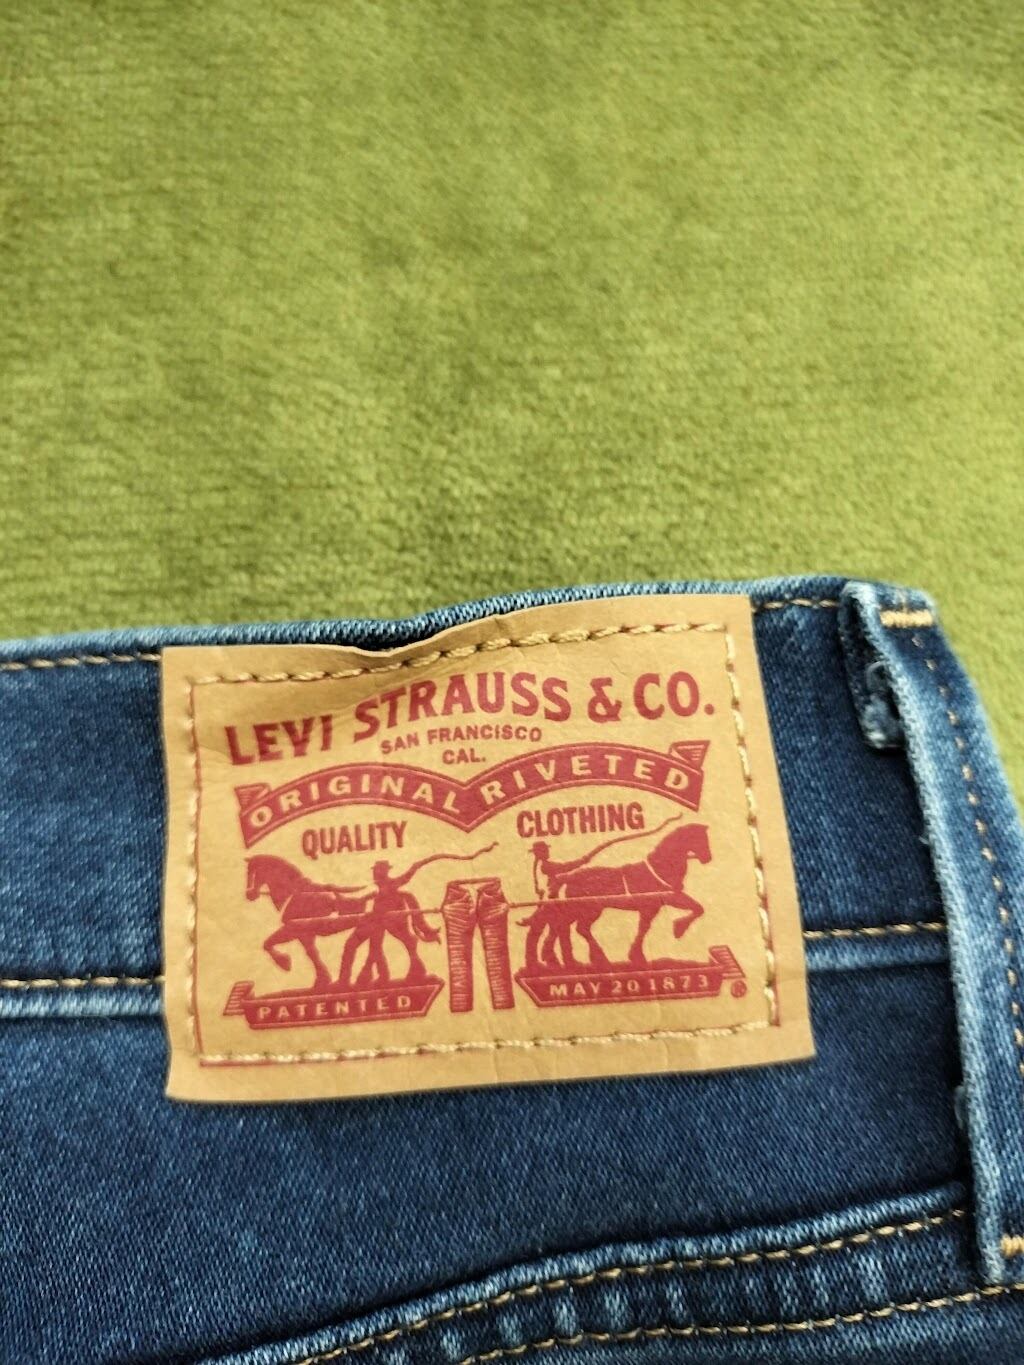 LEVI STRAUSS & CO.
SAN FRANCISCO
CAL.
ORIGINAL RIVETED
QUALITY CLOTHING
PATENTED MAY 20 1873 ®